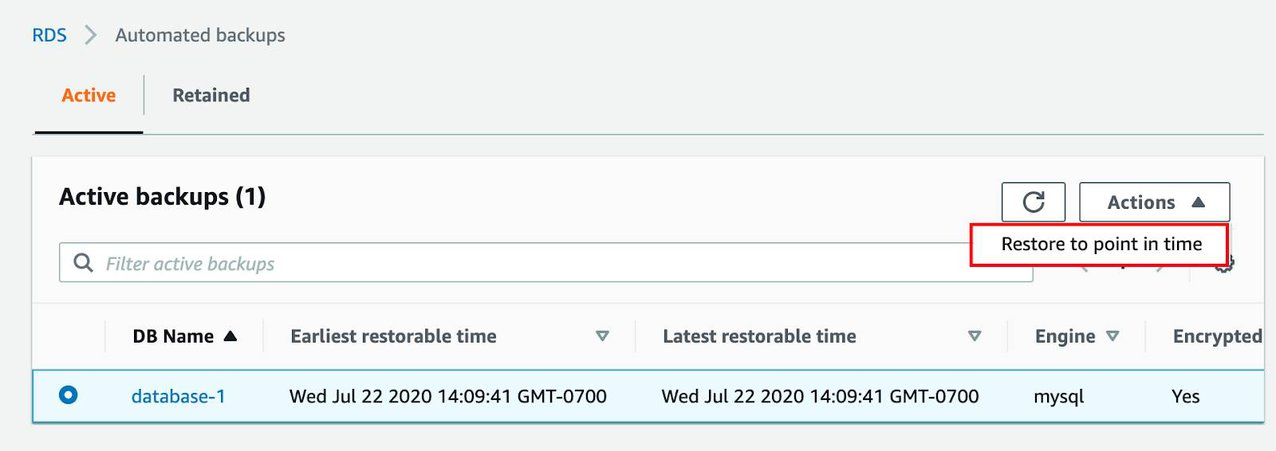 RDS > Automated backups
Active Retained
Active backups (1)
Actions
Restore to point in time
Filter active backups
DB Name Earliest restorable time Latest restorable time Engine Encrypted
database-1 Wed Jul 22 2020 14:09:41 GMT-0700 Wed Jul 22 2020 14:09:41 GMT-0700 mysql Yes